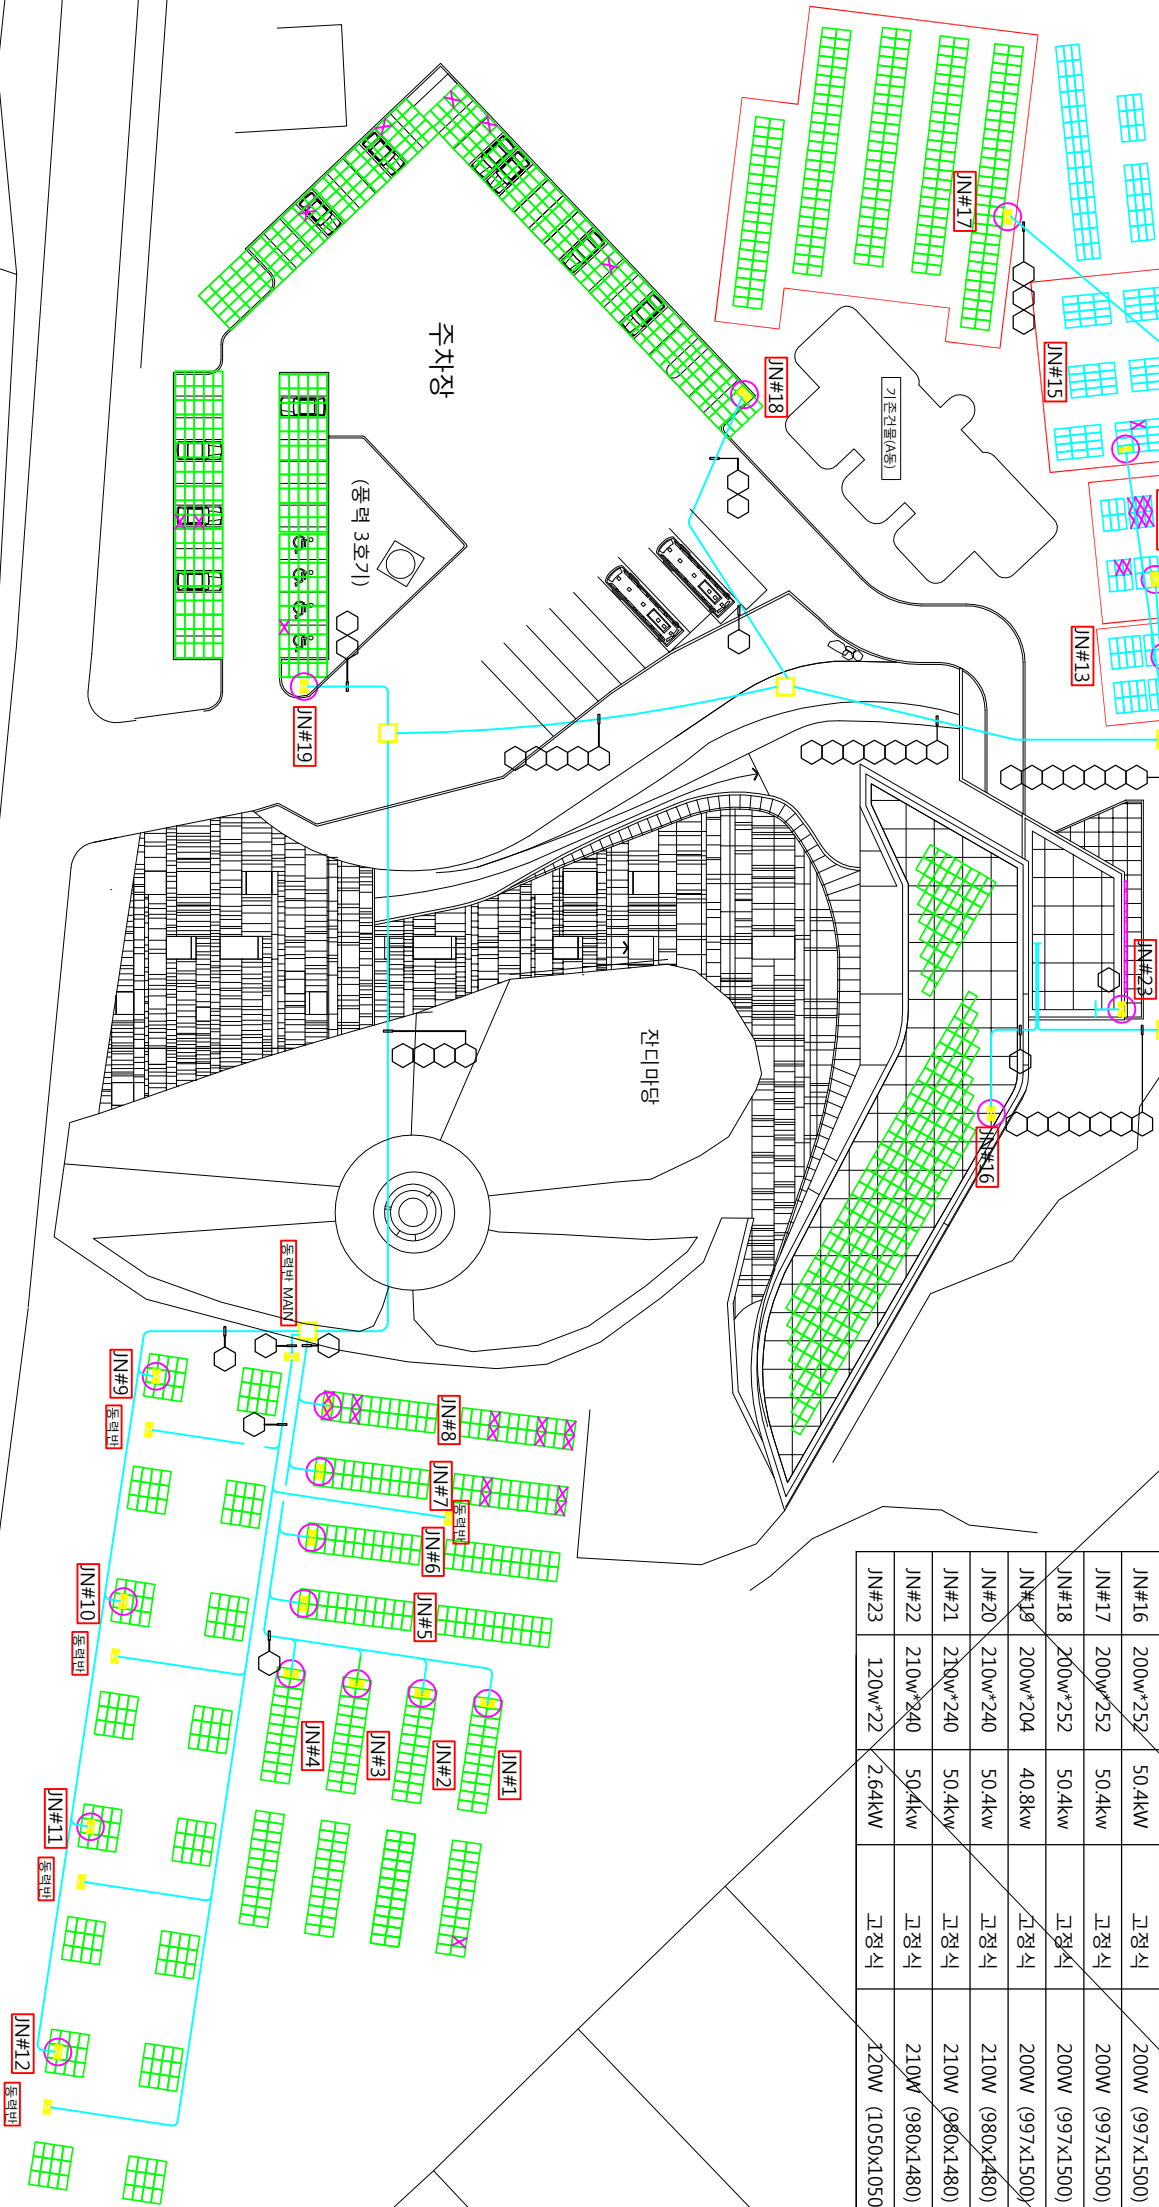 JN#17
JN#15
JN#18
기존건물(A동)
주차장
(풍력 3호기)
JN#13
JN#19
JN#23
잔디마당
JN#16
동력반 MAIN
JN#9
동력반
JN#8
JN#7
동력반
JN#6
JN#5
JN#10
동력반
JN#4
JN#3
JN#2
JN#1
JN#11
동력반
JN#12
동력반
JN#16 200w*252 50.4kW 고정식 200W (997x1500)
JN#17 200w*252 50.4kw 고정식 200W (997x1500)
JN#18 200w*252 50.4kw 고정식 200W (997x1500)
JN#19 200w*204 40.8kw 고정식 200W (997x1500)
JN#20 210w*240 50.4kw 고정식 210W (980x1480)
JN#21 210w*240 50.4kw 고정식 210W (980x1480)
JN#22 210w*240 50.4kw 고정식 210W (980x1480)
JN#23 120w*22 2.64kW 고정식 120W (1050x1050